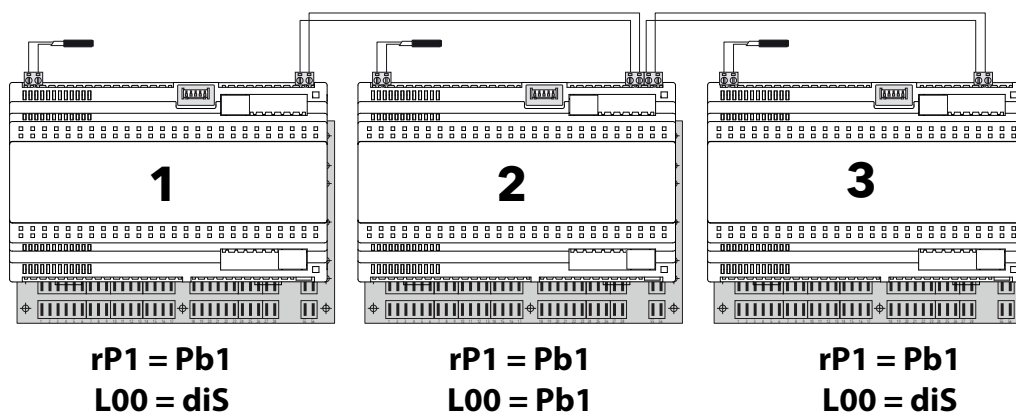 1
2
3
rP1 = Pb1
rP1 = Pb1
rP1 = Pb1
L00 = diS
L00 = Pb1
L00 = diS